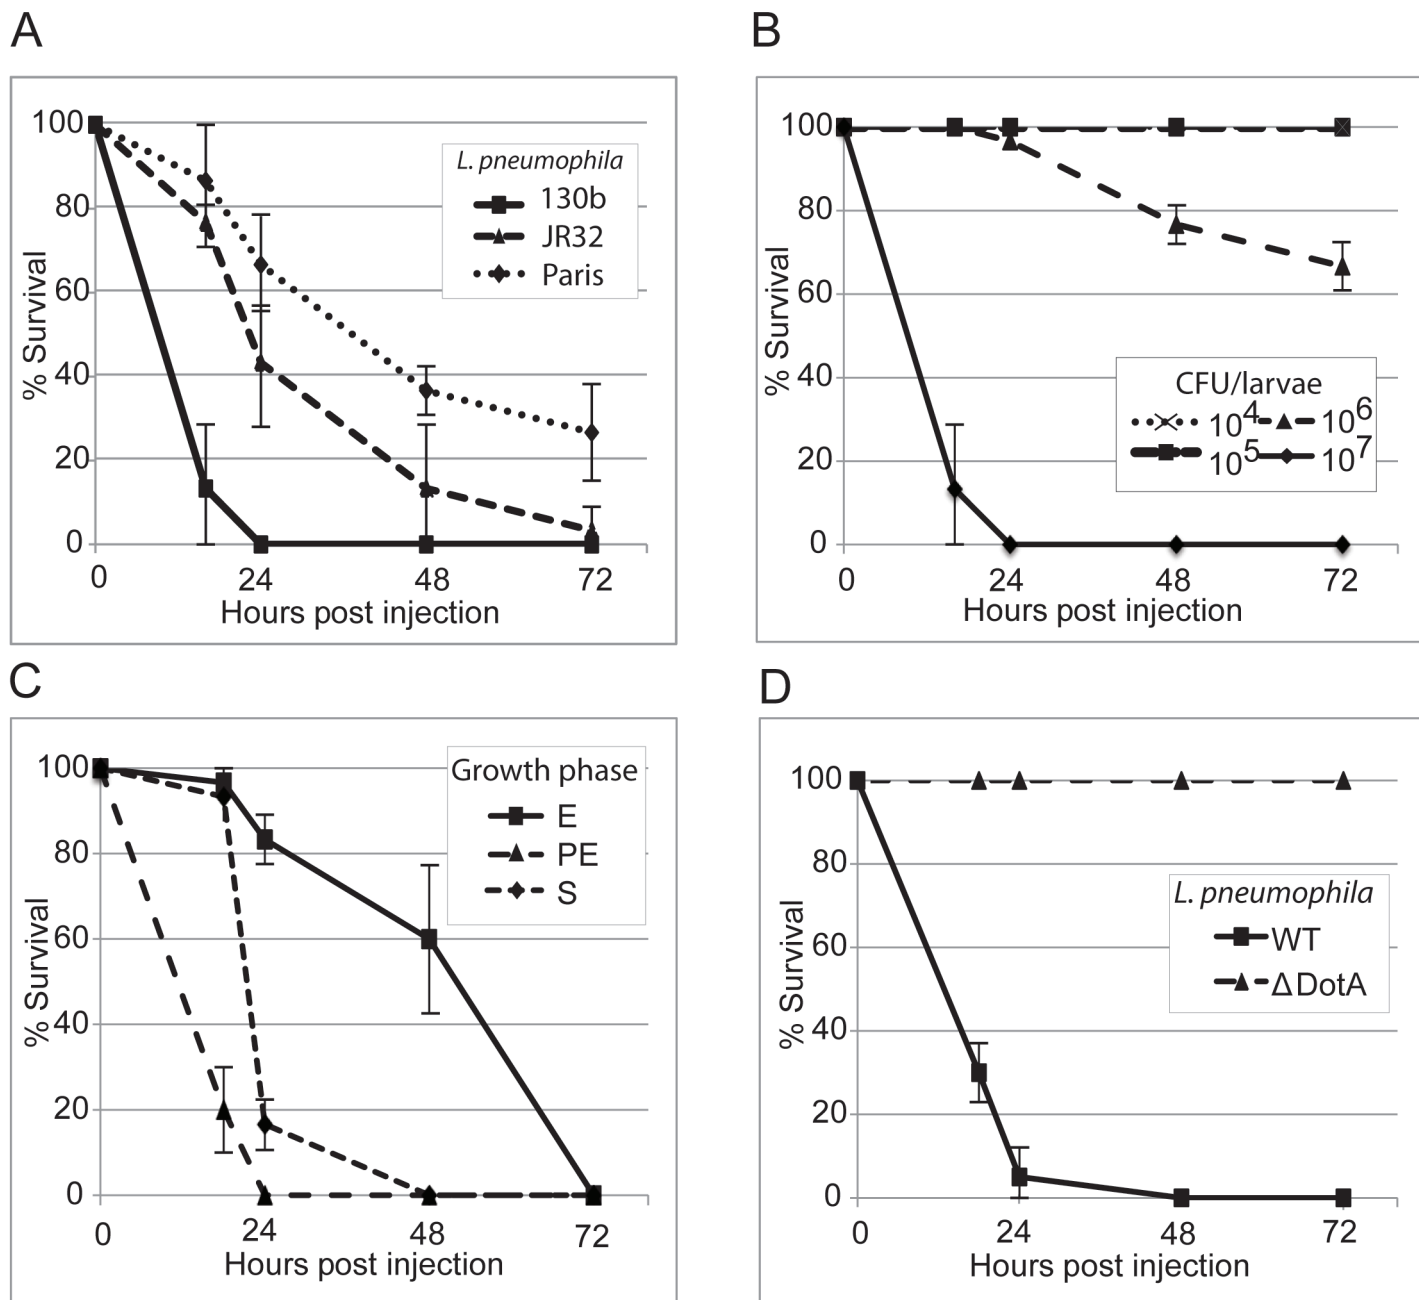 A
100
80
60
40
20
0
% Survival
L. pneumophila
130b
JR32
Paris
0 24 48 72
Hours post injection
B
100
80
60
40
20
0
% Survival
CFU/larvae
10⁴ 10⁶
10⁵ 10⁷
0 24 48 72
Hours post injection
C
100
80
60
40
20
0
% Survival
Growth phase
E
PE
S
0 24 48 72
Hours post injection
D
100
80
60
40
20
0
% Survival
L. pneumophila
WT
ΔDotA
0 24 48 72
Hours post injection